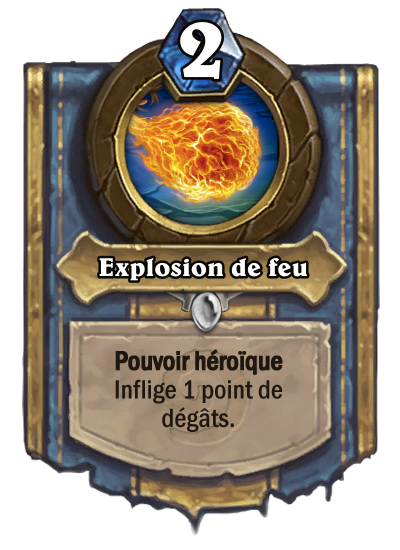 2
Explosion de feu
Pouvoir héroïque
Inflige 1 point de
dégâts.